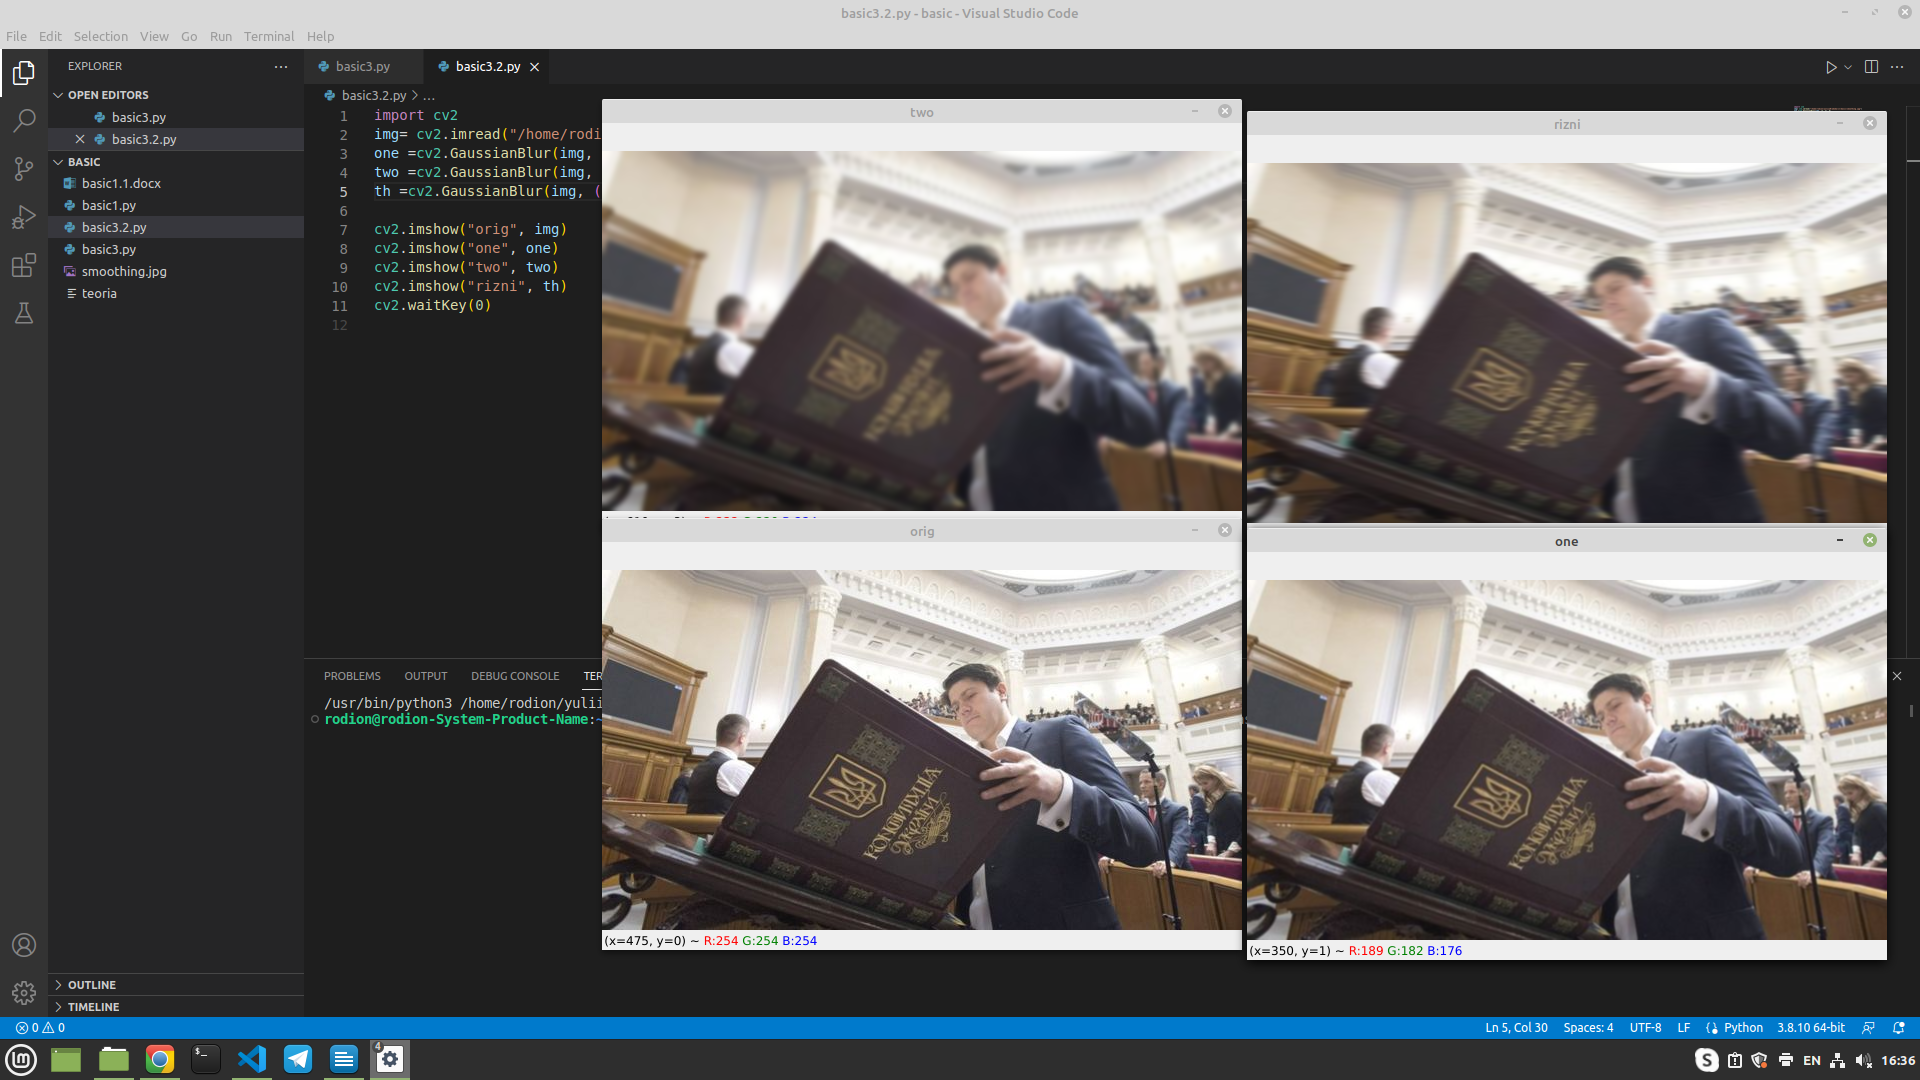 basic3.2.py - basic - Visual Studio Code
File Edit Selection View Go Run Terminal Help
EXPLORER
OPEN EDITORS
basic3.py
basic3.2.py
BASIC
basic1.1.docx
basic1.py
basic3.2.py
basic3.py
smoothing.jpg
teoria
OUTLINE
TIMELINE
basic3.py
basic3.2.py
basic3.2.py > ...
1 import cv2
2 img= cv2.imread("/home/rodi
3 one =cv2.GaussianBlur(img,
4 two =cv2.GaussianBlur(img,
5 th =cv2.GaussianBlur(img, (
6
7 cv2.imshow("orig", img)
8 cv2.imshow("one", one)
9 cv2.imshow("two", two)
10 cv2.imshow("rizni", th)
11 cv2.waitKey(0)
12
PROBLEMS OUTPUT DEBUG CONSOLE TER
/usr/bin/python3 /home/rodion/yulii
rodion@rodion-System-Product-Name:~
two
rizni
orig
КОНСТИТУЦІЯ
УКРАЇНИ
(x=475, y=0) ~ R:254 G:254 B:254
one
КОНСТИТУЦІЯ
УКРАЇНИ
(x=350, y=1) ~ R:189 G:182 B:176
0 0
Ln 5, Col 30 Spaces: 4 UTF-8 LF Python 3.8.10 64-bit
4
EN
16:36